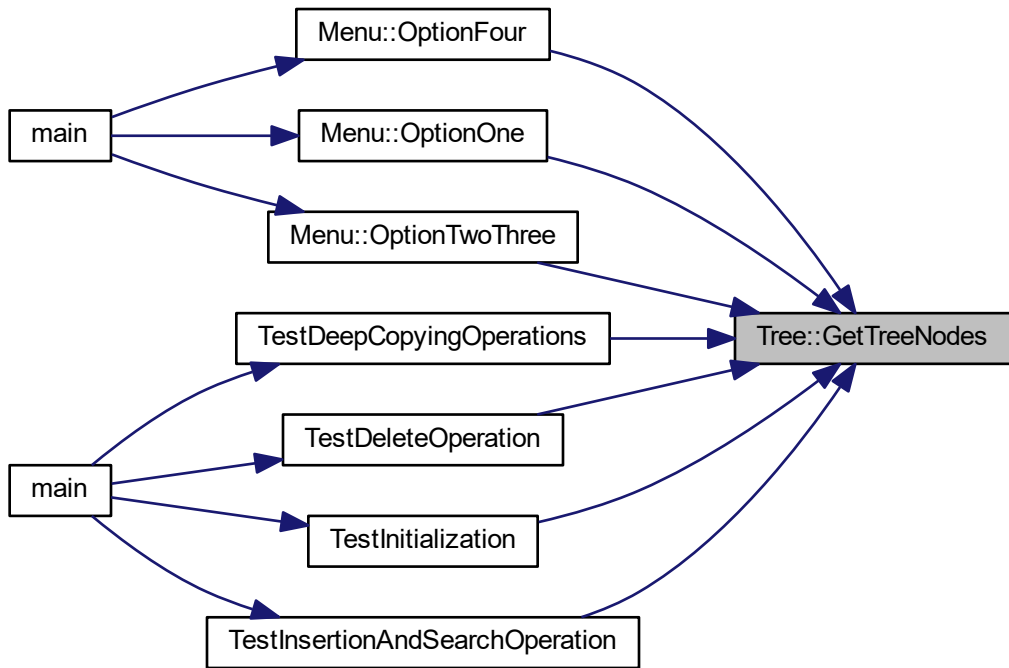 Menu::OptionFour
main
Menu::OptionOne
Menu::OptionTwoThree
TestDeepCopyingOperations
Tree::GetTreeNodes
TestDeleteOperation
main
TestInitialization
TestInsertionAndSearchOperation